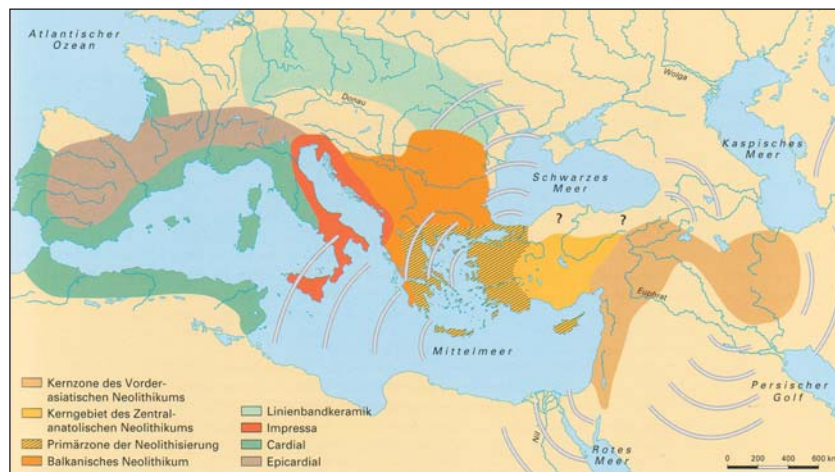 Atlantischer
Ozean
Wolga
Donau
Kaspisches
Meer
Schwarzes
Meer
?
?
Euphrat
Mittelmeer
Persischer
Golf
Nil
Rotes
Meer
Kernzone des Vorder-
asiatischen Neolithikums
Kerngebiet des Zentral-
anatolischen Neolithikums
Primärzone der Neolithisierung
Balkanisches Neolithikum
Linienbandkeramik
Impressa
Cardial
Epicardial
0 200 400 600 km